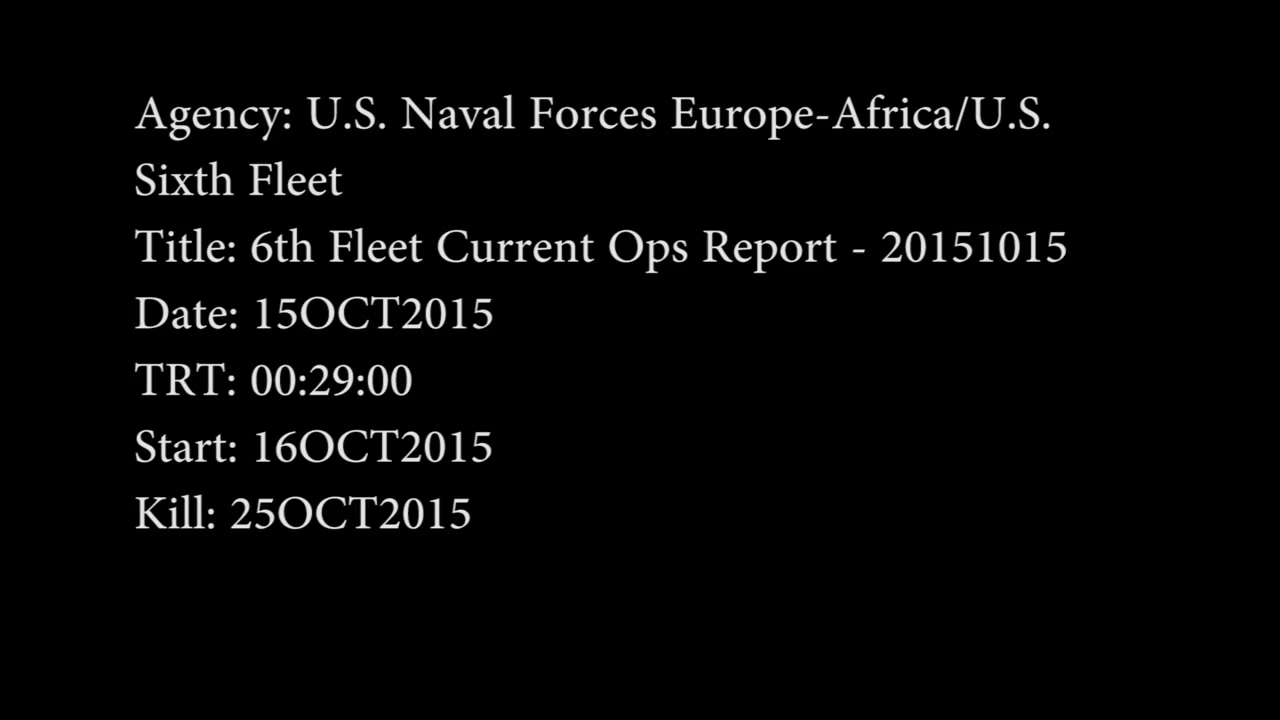 Agency: U.S. Naval Forces Europe-Africa/U.S.
Sixth Fleet
Title: 6th Fleet Current Ops Report - 20151015
Date: 15OCT2015
TRT: 00:29:00
Start: 16OCT2015
Kill: 25OCT2015